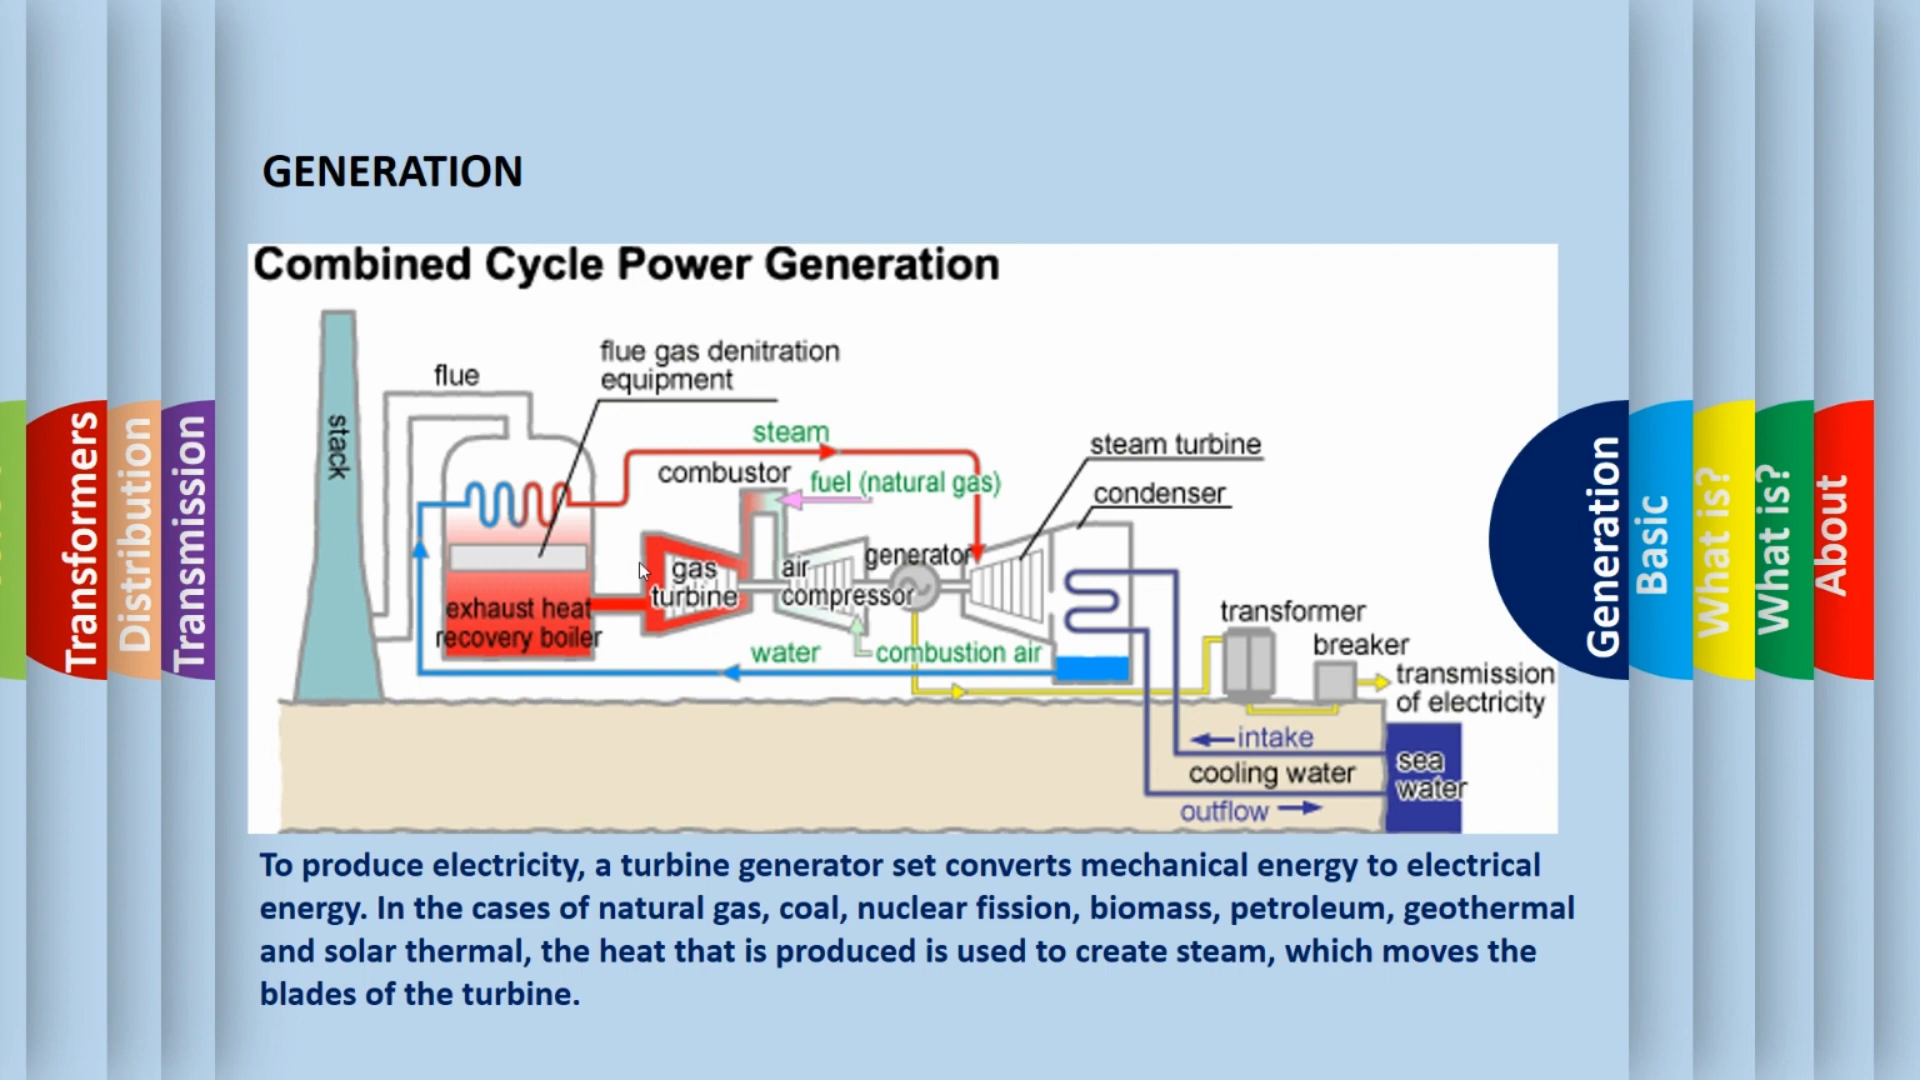 GENERATION
Combined Cycle Power Generation
flue gas denitration
equipment
flue
stack
steam
combustor
fuel (natural gas)
steam turbine
condenser
generator
gas
turbine
air
compressor
exhaust heat
recovery boiler
water
combustion air
transformer
breaker
transmission
of electricity
intake
cooling water
outflow
sea
water
To produce electricity, a turbine generator set converts mechanical energy to electrical
energy. In the cases of natural gas, coal, nuclear fission, biomass, petroleum, geothermal
and solar thermal, the heat that is produced is used to create steam, which moves the
blades of the turbine.
Transformers
Distribution
Transmission
Generation
Basic
What is?
What is?
About